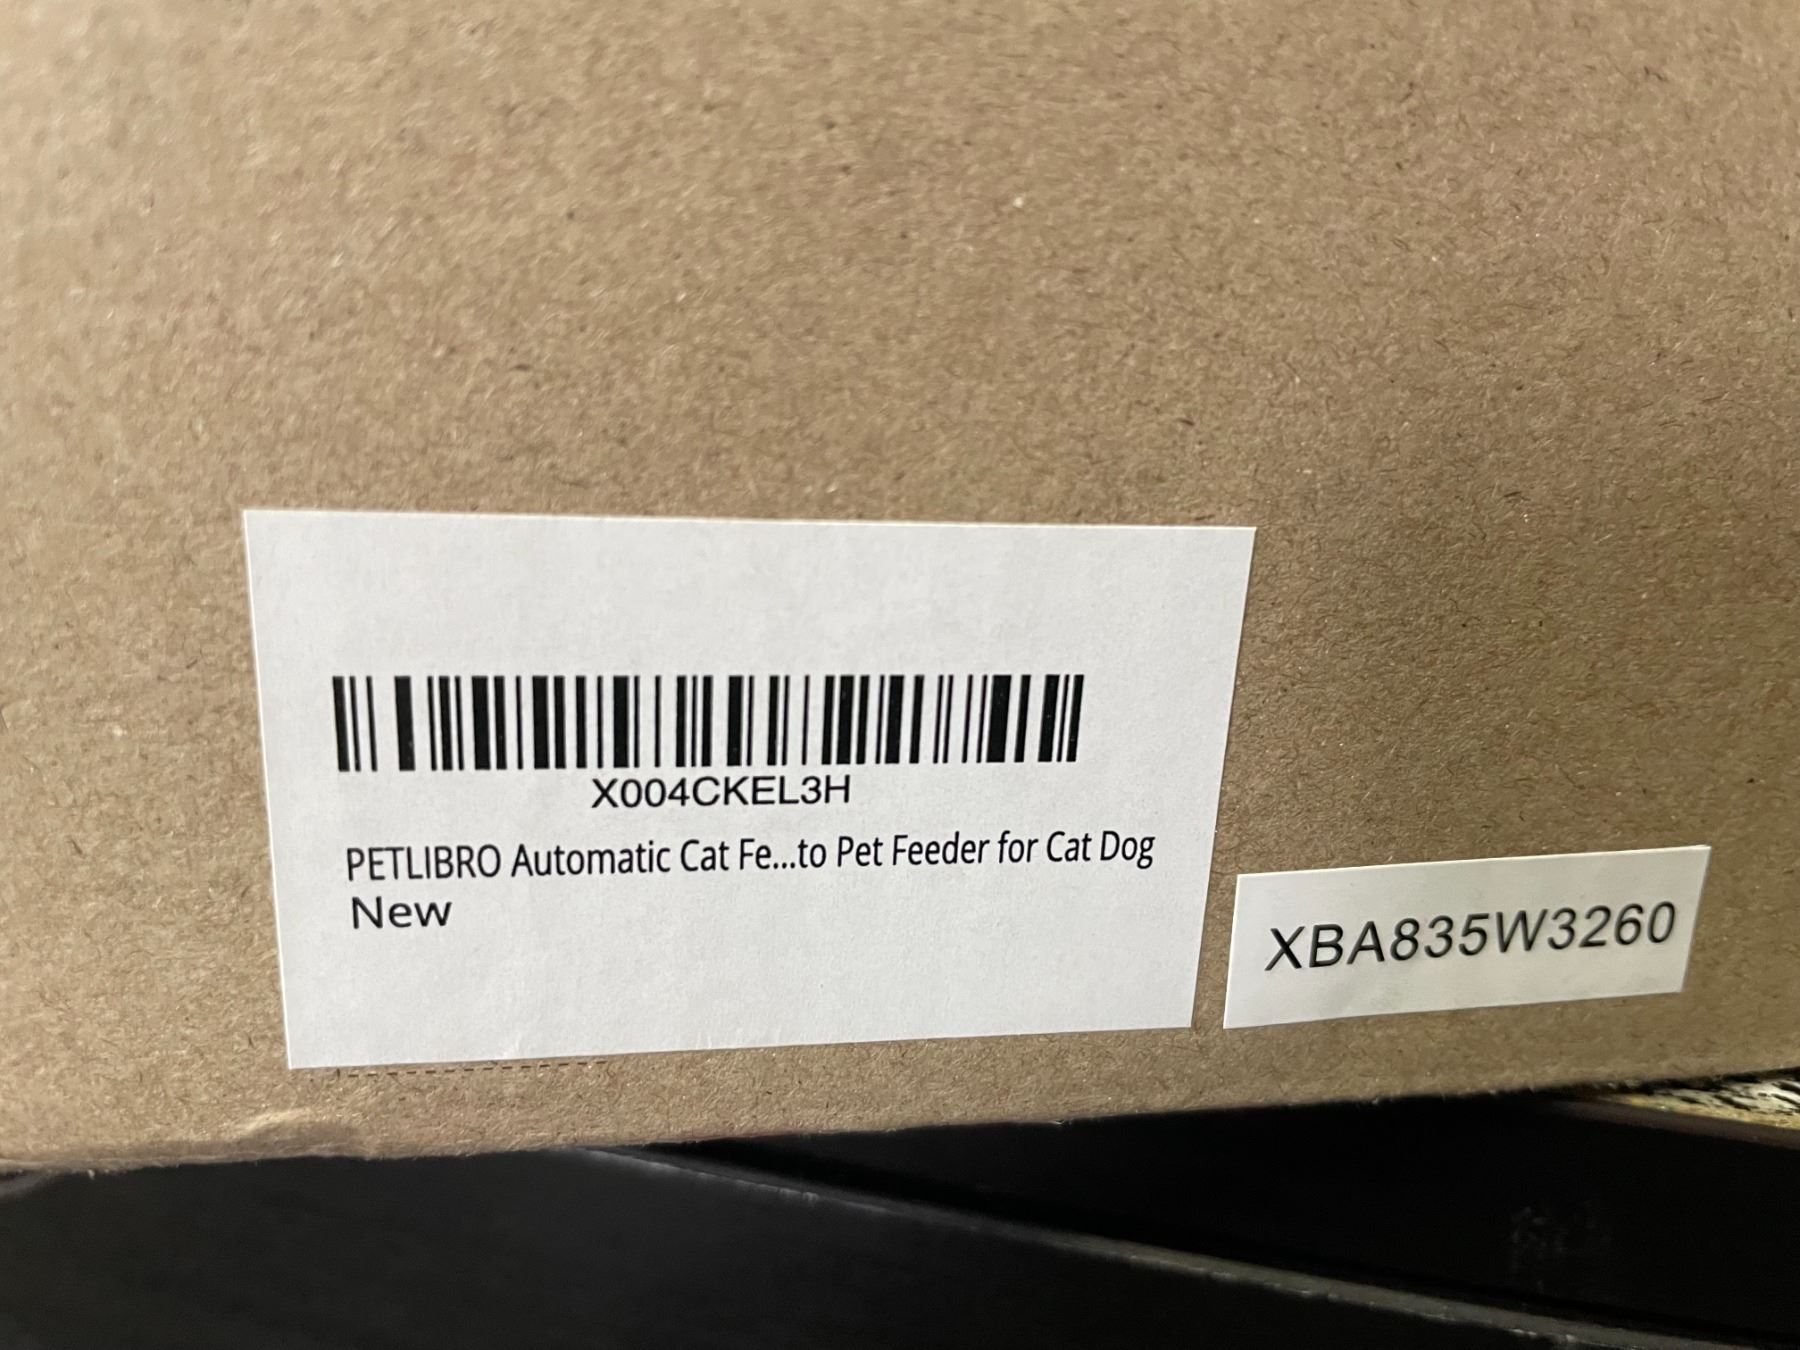 X004CKEL3H
PETLIBRO Automatic Cat Fe...to Pet Feeder for Cat Dog
New
XBA835W3260